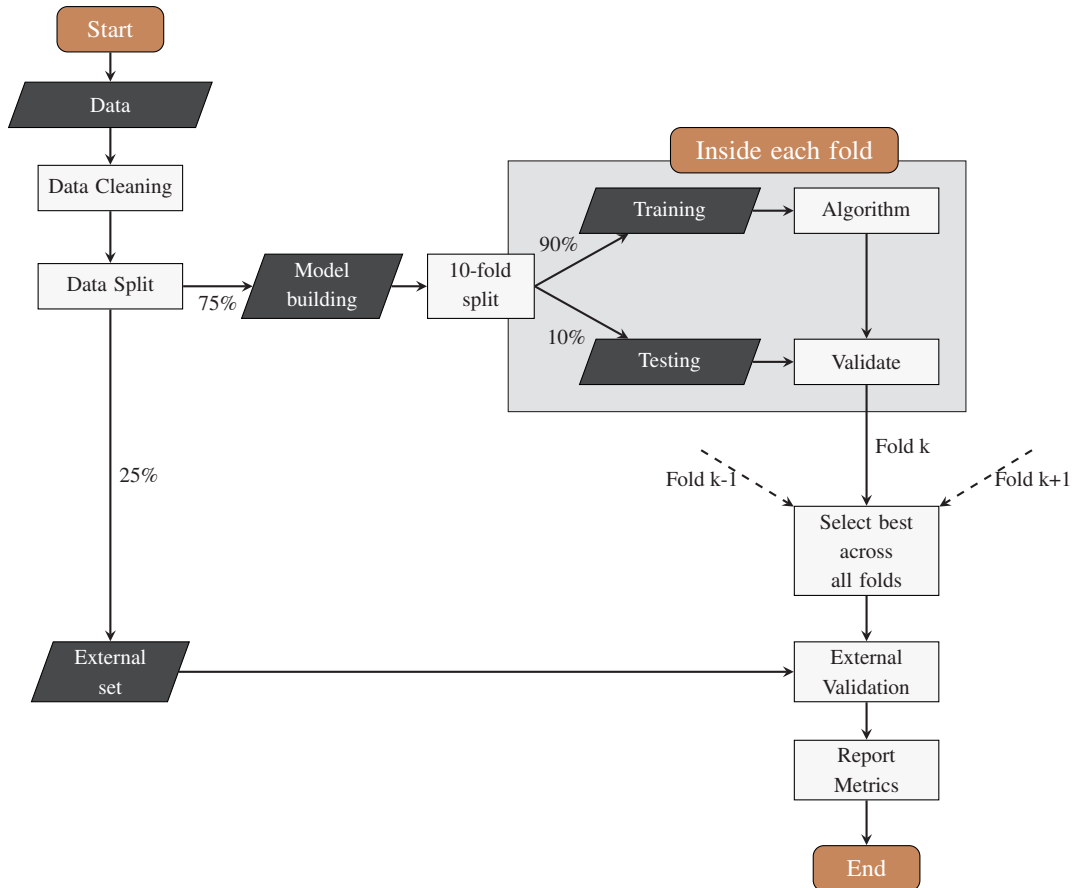 Start
Data
Data Cleaning
Data Split
75%
Model
building
10-fold
split
Inside each fold
90%
Training
Algorithm
10%
Testing
Validate
Fold k
Fold k-1
Fold k+1
Select best
across
all folds
25%
External
set
External
Validation
Report
Metrics
End